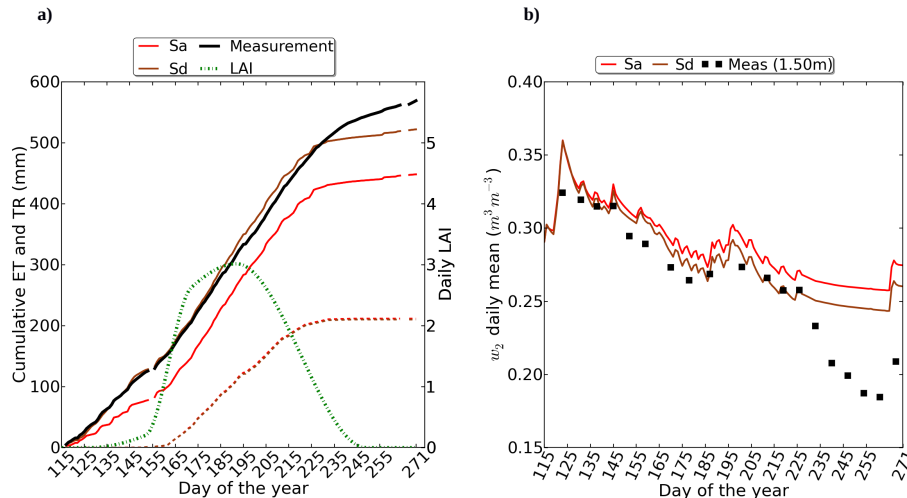 a)
Sa Measurement
Sd LAI
600
500
400
300
200
100
0
Cumulative ET and TR (mm)
5
4
3
2
1
0
Daily LAI
115 125 135 145 155 165 175 185 195 205 215 225 235 245 255 271
Day of the year
b)
Sa Sd Meas (1.50m)
0.40
0.35
0.30
0.25
0.20
0.15
w₂ daily mean (m³ m⁻³)
115 125 135 145 155 165 175 185 195 205 215 225 235 245 255 271
Day of the year